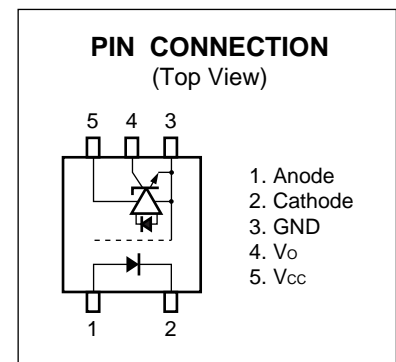 PIN CONNECTION
(Top View)
5 4 3
1. Anode
2. Cathode
3. GND
4. Vo
5. Vcc
1 2